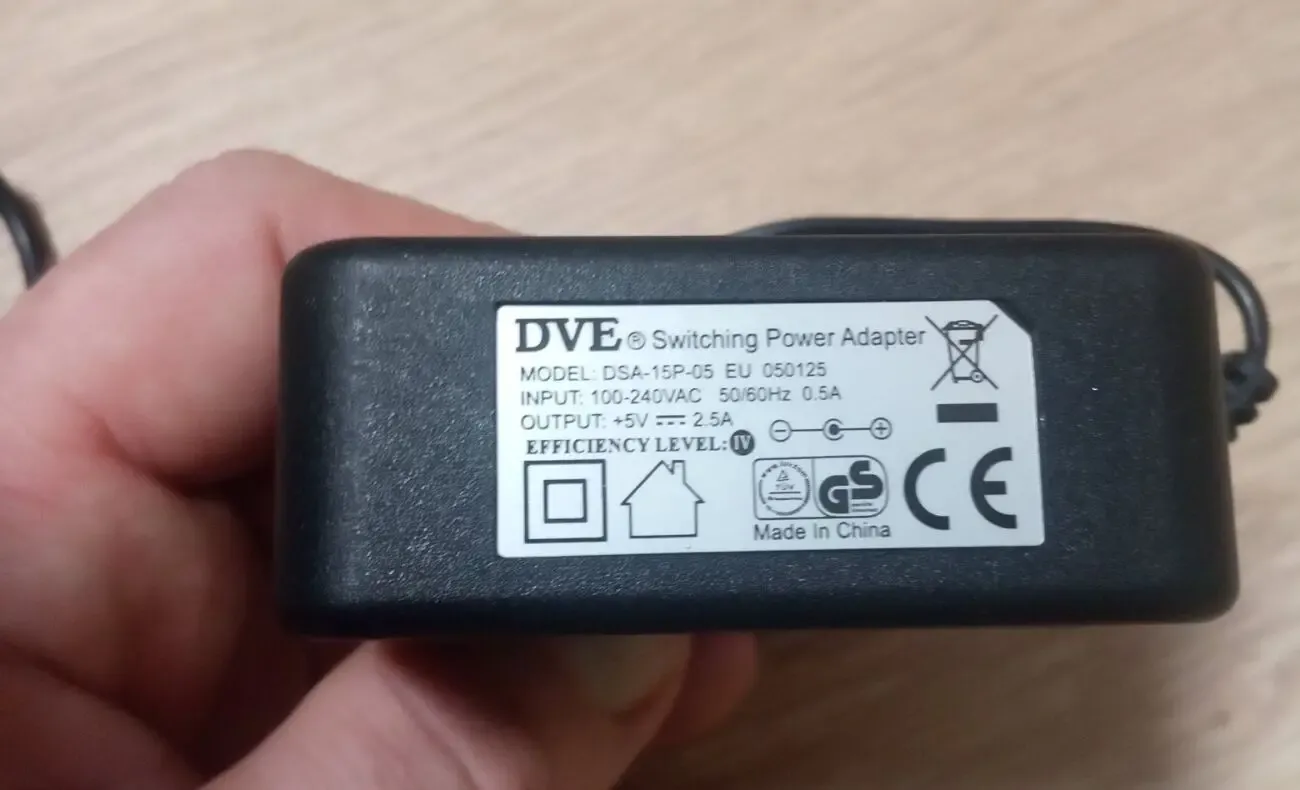 DVE ® Switching Power Adapter
MODEL: DSA-15P-05 EU 050125
INPUT: 100-240VAC 50/60Hz 0.5A
OUTPUT: +5V ⎓ 2.5A
EFFICIENCY LEVEL: IV
TÜV
GS
CE
Made In China